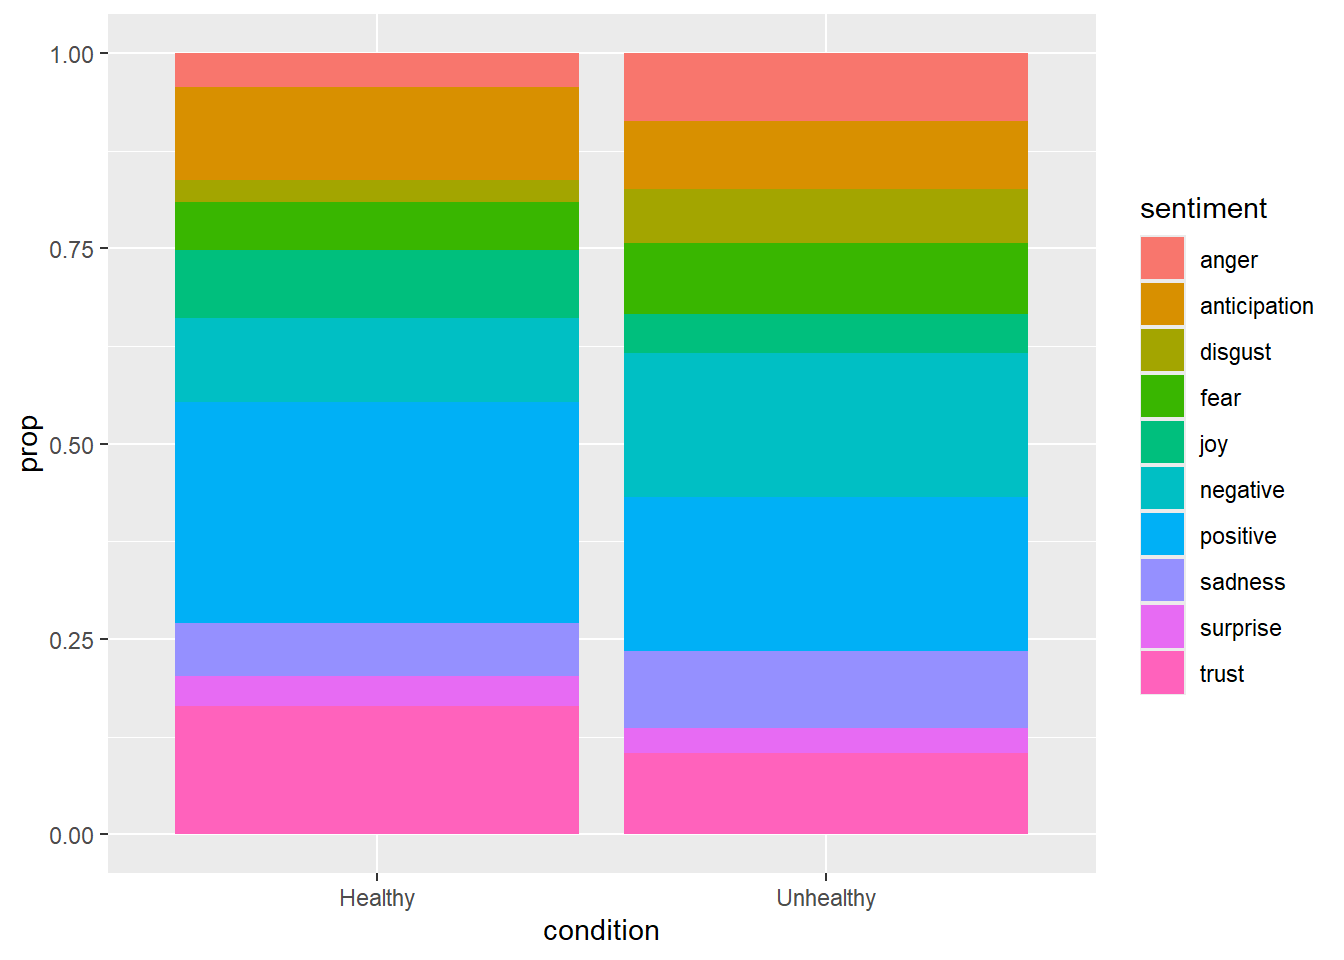 1.00
0.75
0.50
0.25
0.00
prop
Healthy
Unhealthy
condition
sentiment
anger
anticipation
disgust
fear
joy
negative
positive
sadness
surprise
trust